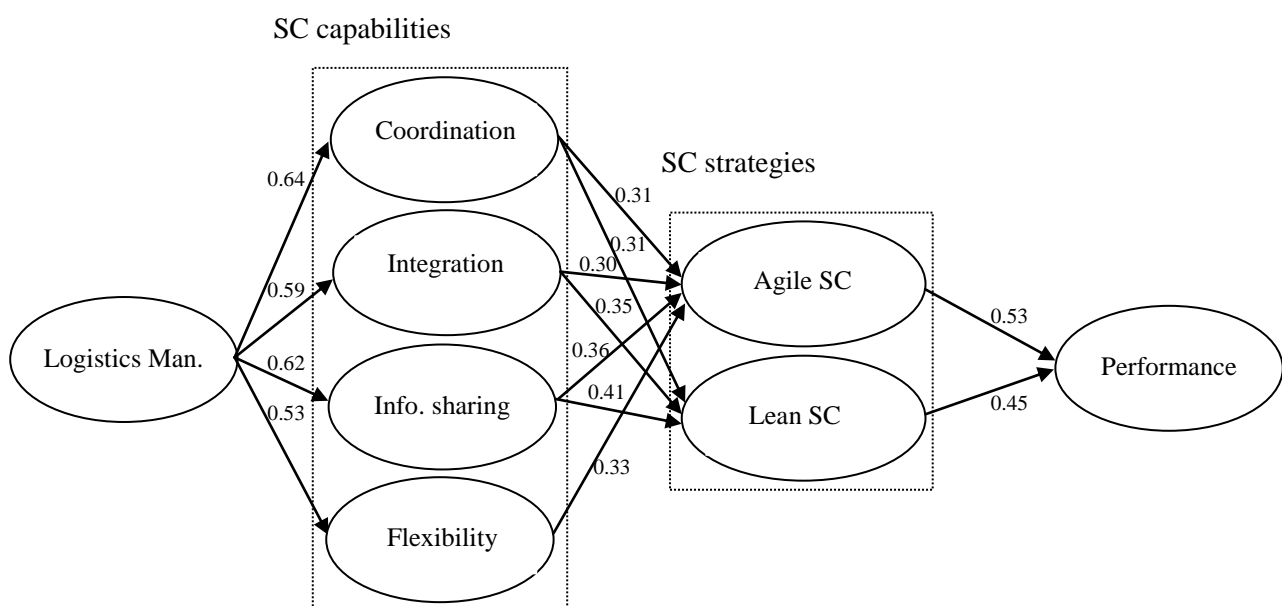 SC capabilities
Coordination
SC strategies
0.64
0.31
0.31
Integration
0.30
Agile SC
0.59
0.35
0.53
Logistics Man.
0.62
0.36
Performance
0.41
0.45
Info. sharing
Lean SC
0.53
0.33
Flexibility